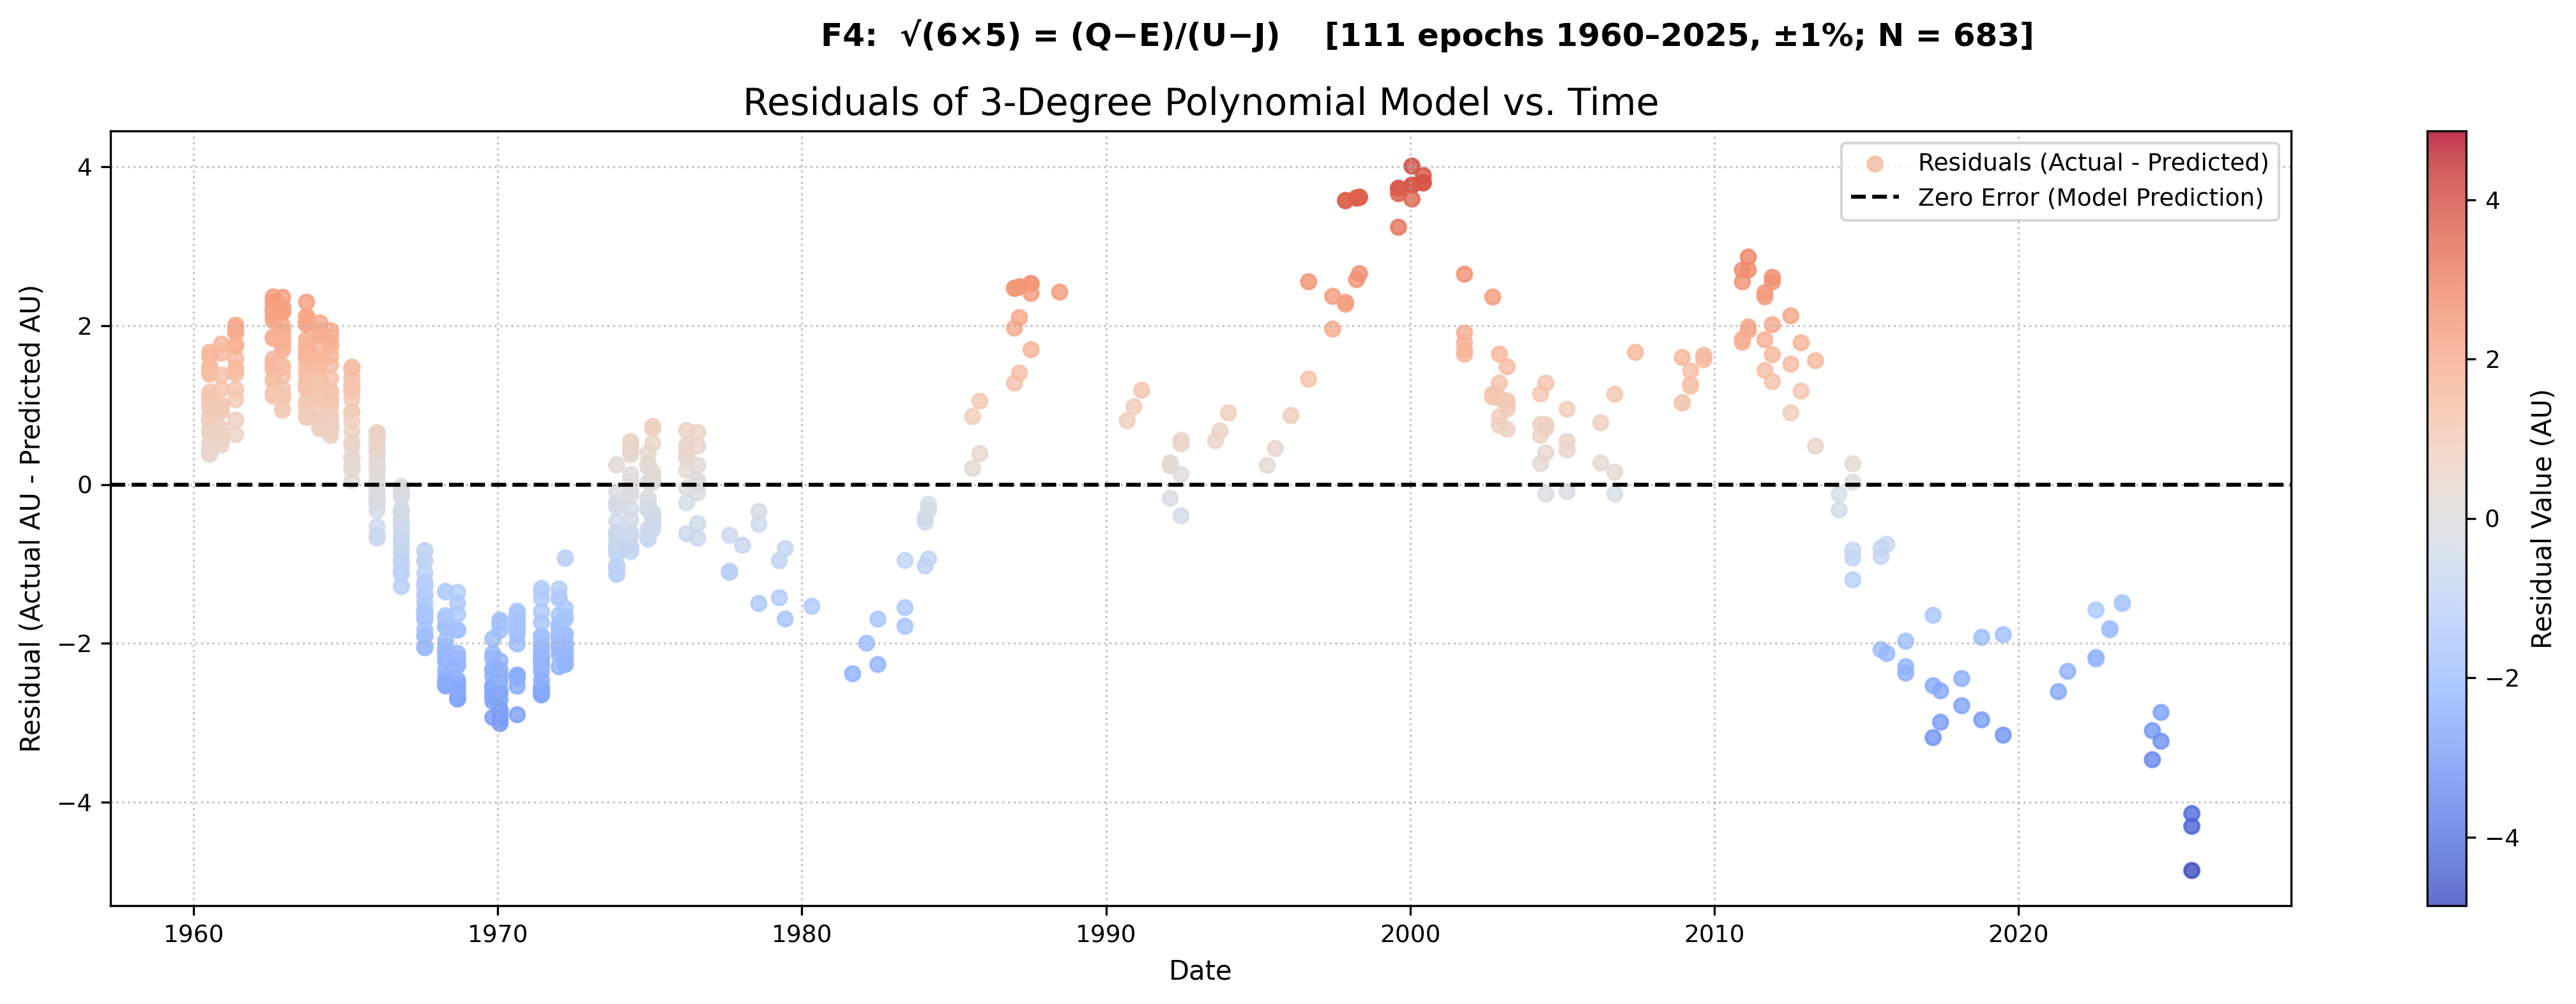 F4: √(6×5) = (Q−E)/(U−J) [111 epochs 1960–2025, ±1%; N = 683]
Residuals of 3-Degree Polynomial Model vs. Time
Residuals (Actual - Predicted)
Zero Error (Model Prediction)
Residual (Actual AU - Predicted AU)
4
2
0
−2
−4
1960
1970
1980
1990
2000
2010
2020
Date
4
2
0
−2
−4
Residual Value (AU)